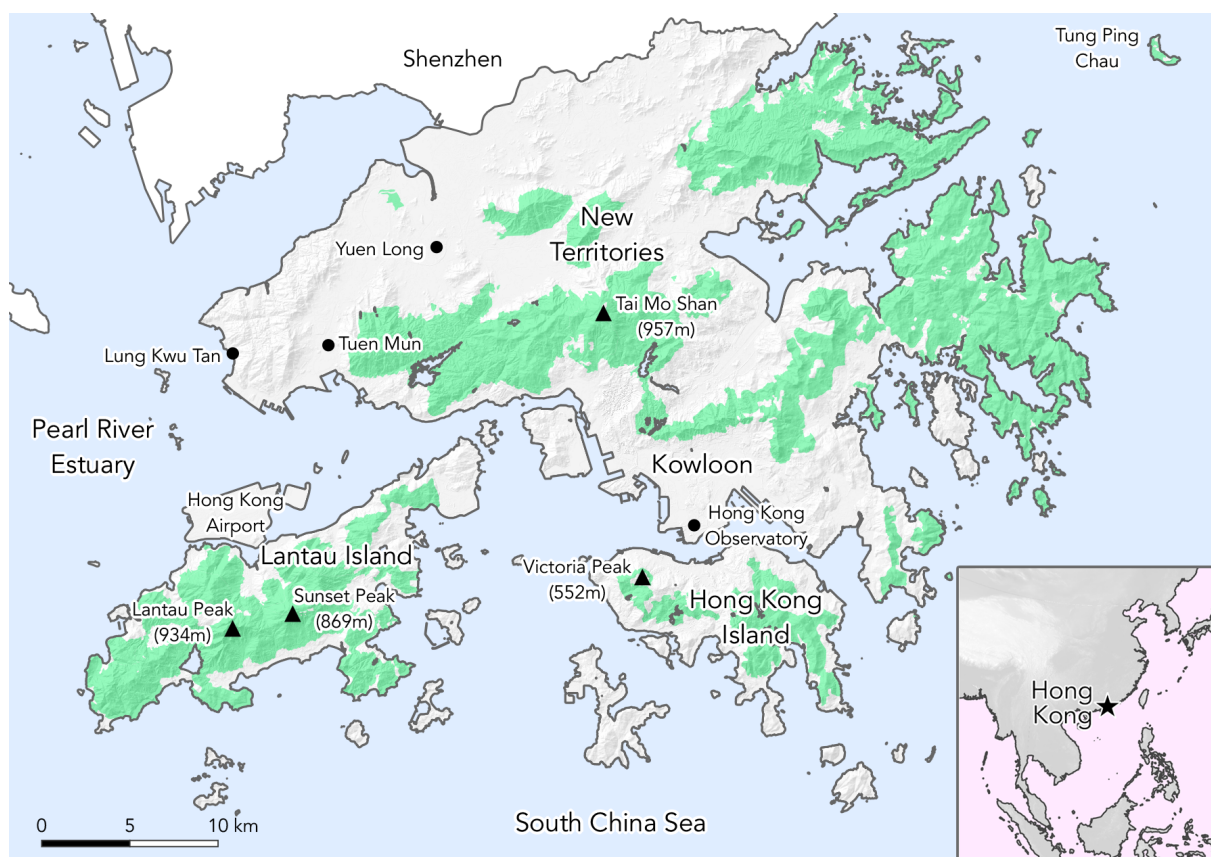 Tung Ping
Chau
Shenzhen
New
Territories
Yuen Long
Tai Mo Shan
(957m)
Tuen Mun
Lung Kwu Tan
Pearl River
Estuary
Kowloon
Hong Kong
Airport
Hong Kong
Observatory
Lantau Island
Victoria Peak
(552m)
Sunset Peak
(869m)
Lantau Peak
(934m)
Hong Kong
Island
Hong
Kong
South China Sea
0 5 10 km